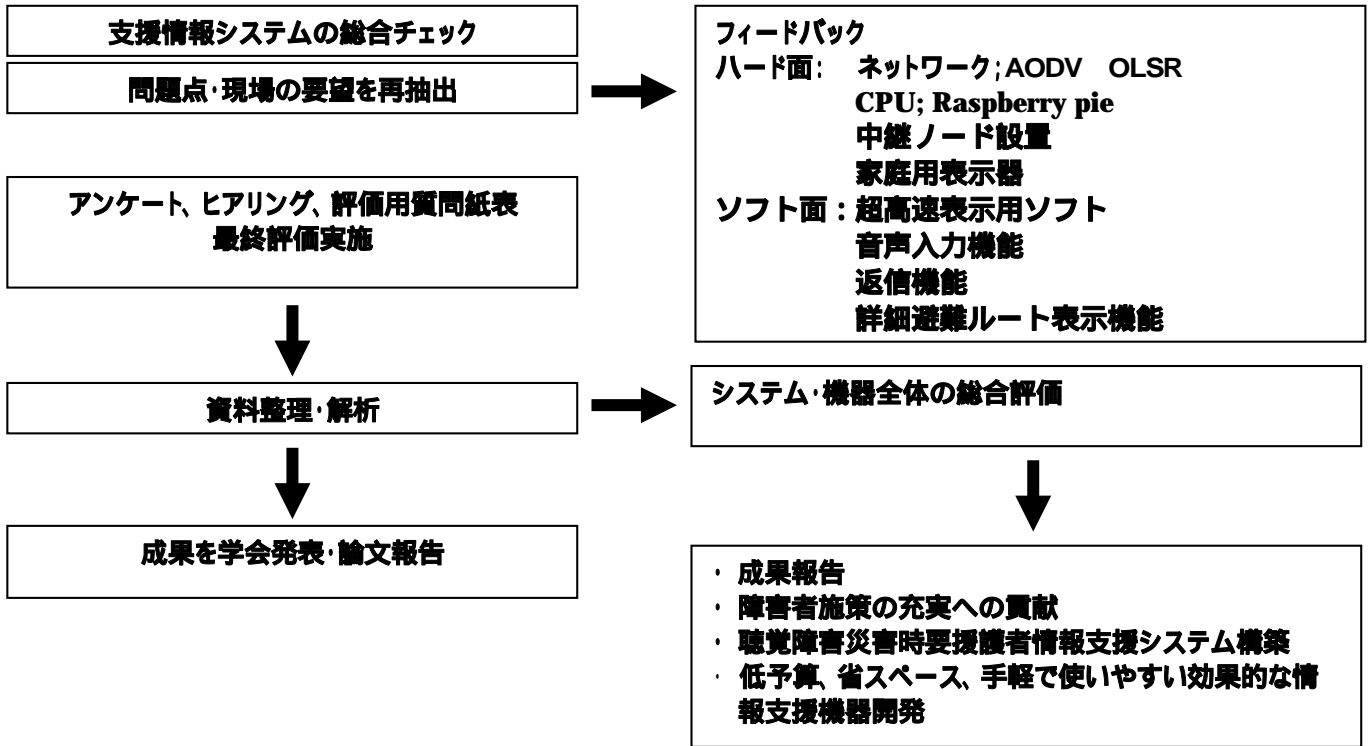 支援情報システムの総合チェック
問題点・現場の要望を再抽出
アンケート、ヒアリング、評価用質問紙表
最終評価実施
資料整理・解析
成果を学会発表・論文報告
フィードバック
ハード面： ネットワーク；AODV OLSR
CPU; Raspberry pie
中継ノード設置
家庭用表示器
ソフト面：超高速表示用ソフト
音声入力機能
返信機能
詳細避難ルート表示機能
システム・機器全体の総合評価
・ 成果報告
・ 障害者施策の充実への貢献
・ 聴覚障害災害時要援護者情報支援システム構築
・ 低予算、省スペース、手軽で使いやすい効果的な情
報支援機器開発